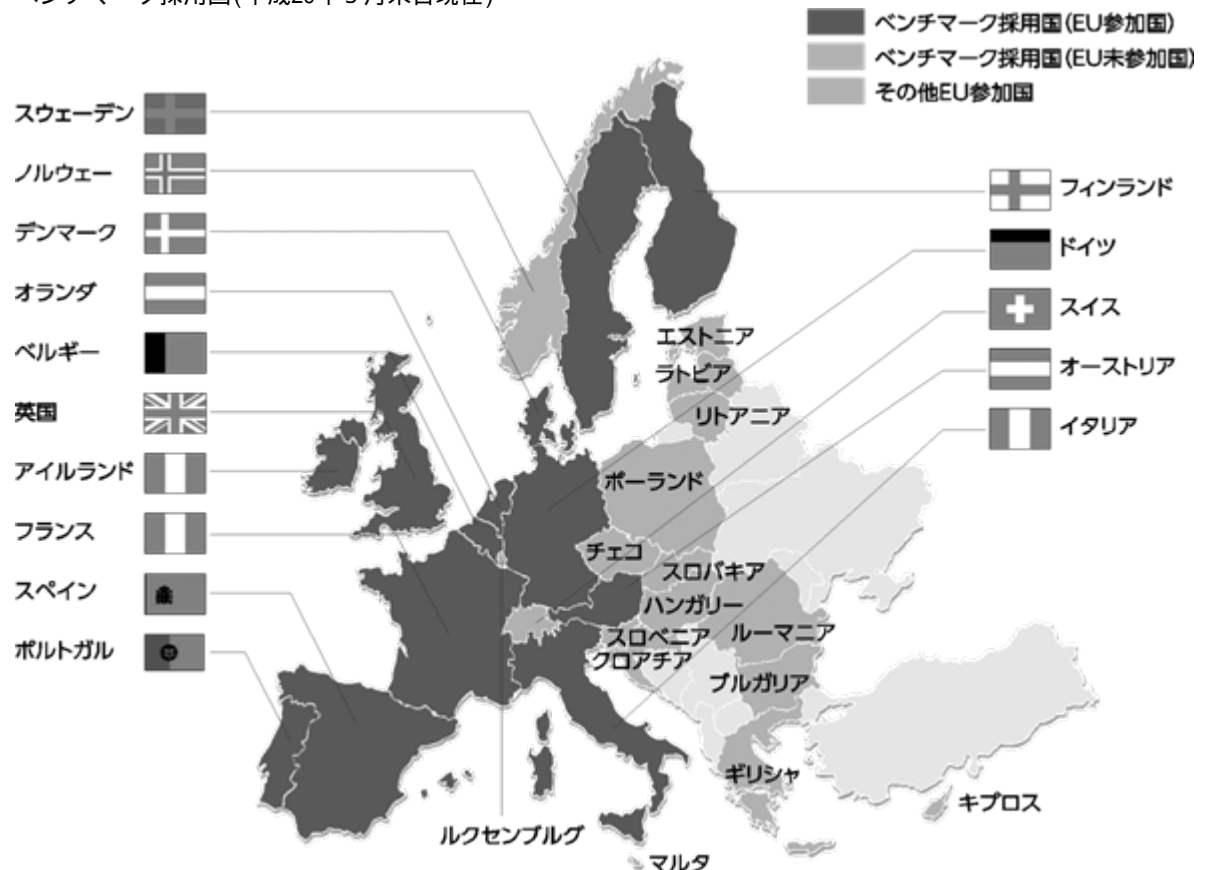 ベンチマーク採用国(EU参加国)
ベンチマーク採用国(EU未参加国)
その他EU参加国
スウェーデン
ノルウェー
デンマーク
オランダ
ベルギー
英国
アイルランド
フランス
スペイン
ポルトガル
フィンランド
ドイツ
スイス
オーストリア
イタリア
エストニア
ラトビア
リトアニア
ポーランド
チェコ
スロバキア
ハンガリー
スロベニア
ルーマニア
クロアチア
ブルガリア
ギリシャ
キプロス
ルクセンブルグ
マルタ